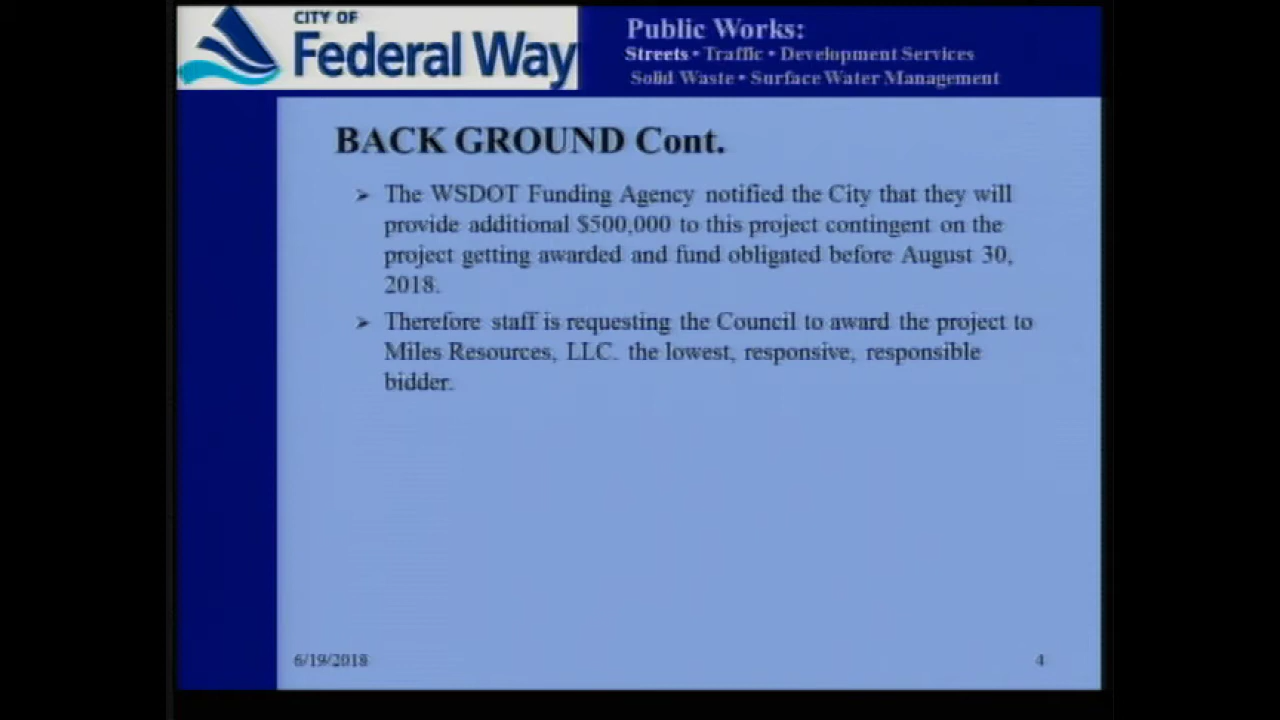 CITY OF
Federal Way
Public Works:
Streets • Traffic • Development Services
Solid Waste • Surface Water Management
BACK GROUND Cont.
➢ The WSDOT Funding Agency notified the City that they will
provide additional $500,000 to this project contingent on the
project getting awarded and fund obligated before August 30,
2018.
➢ Therefore staff is requesting the Council to award the project to
Miles Resources, LLC. the lowest, responsive, responsible
bidder.
6/19/2018
4